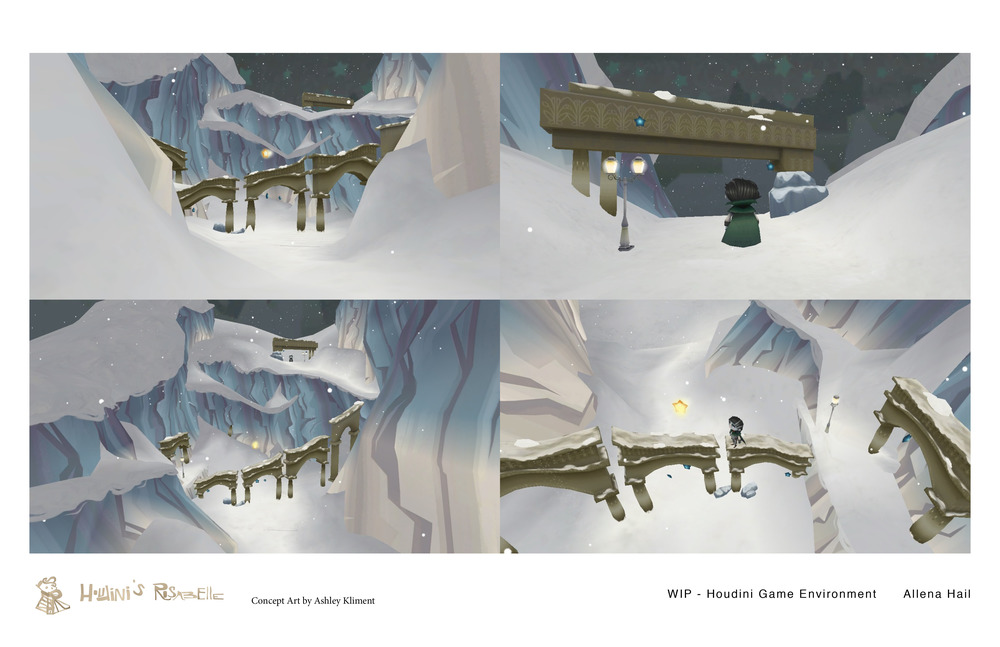 Houdini's Rosabelle
Concept Art by Ashley Kliment
WIP - Houdini Game Environment Allena Hail